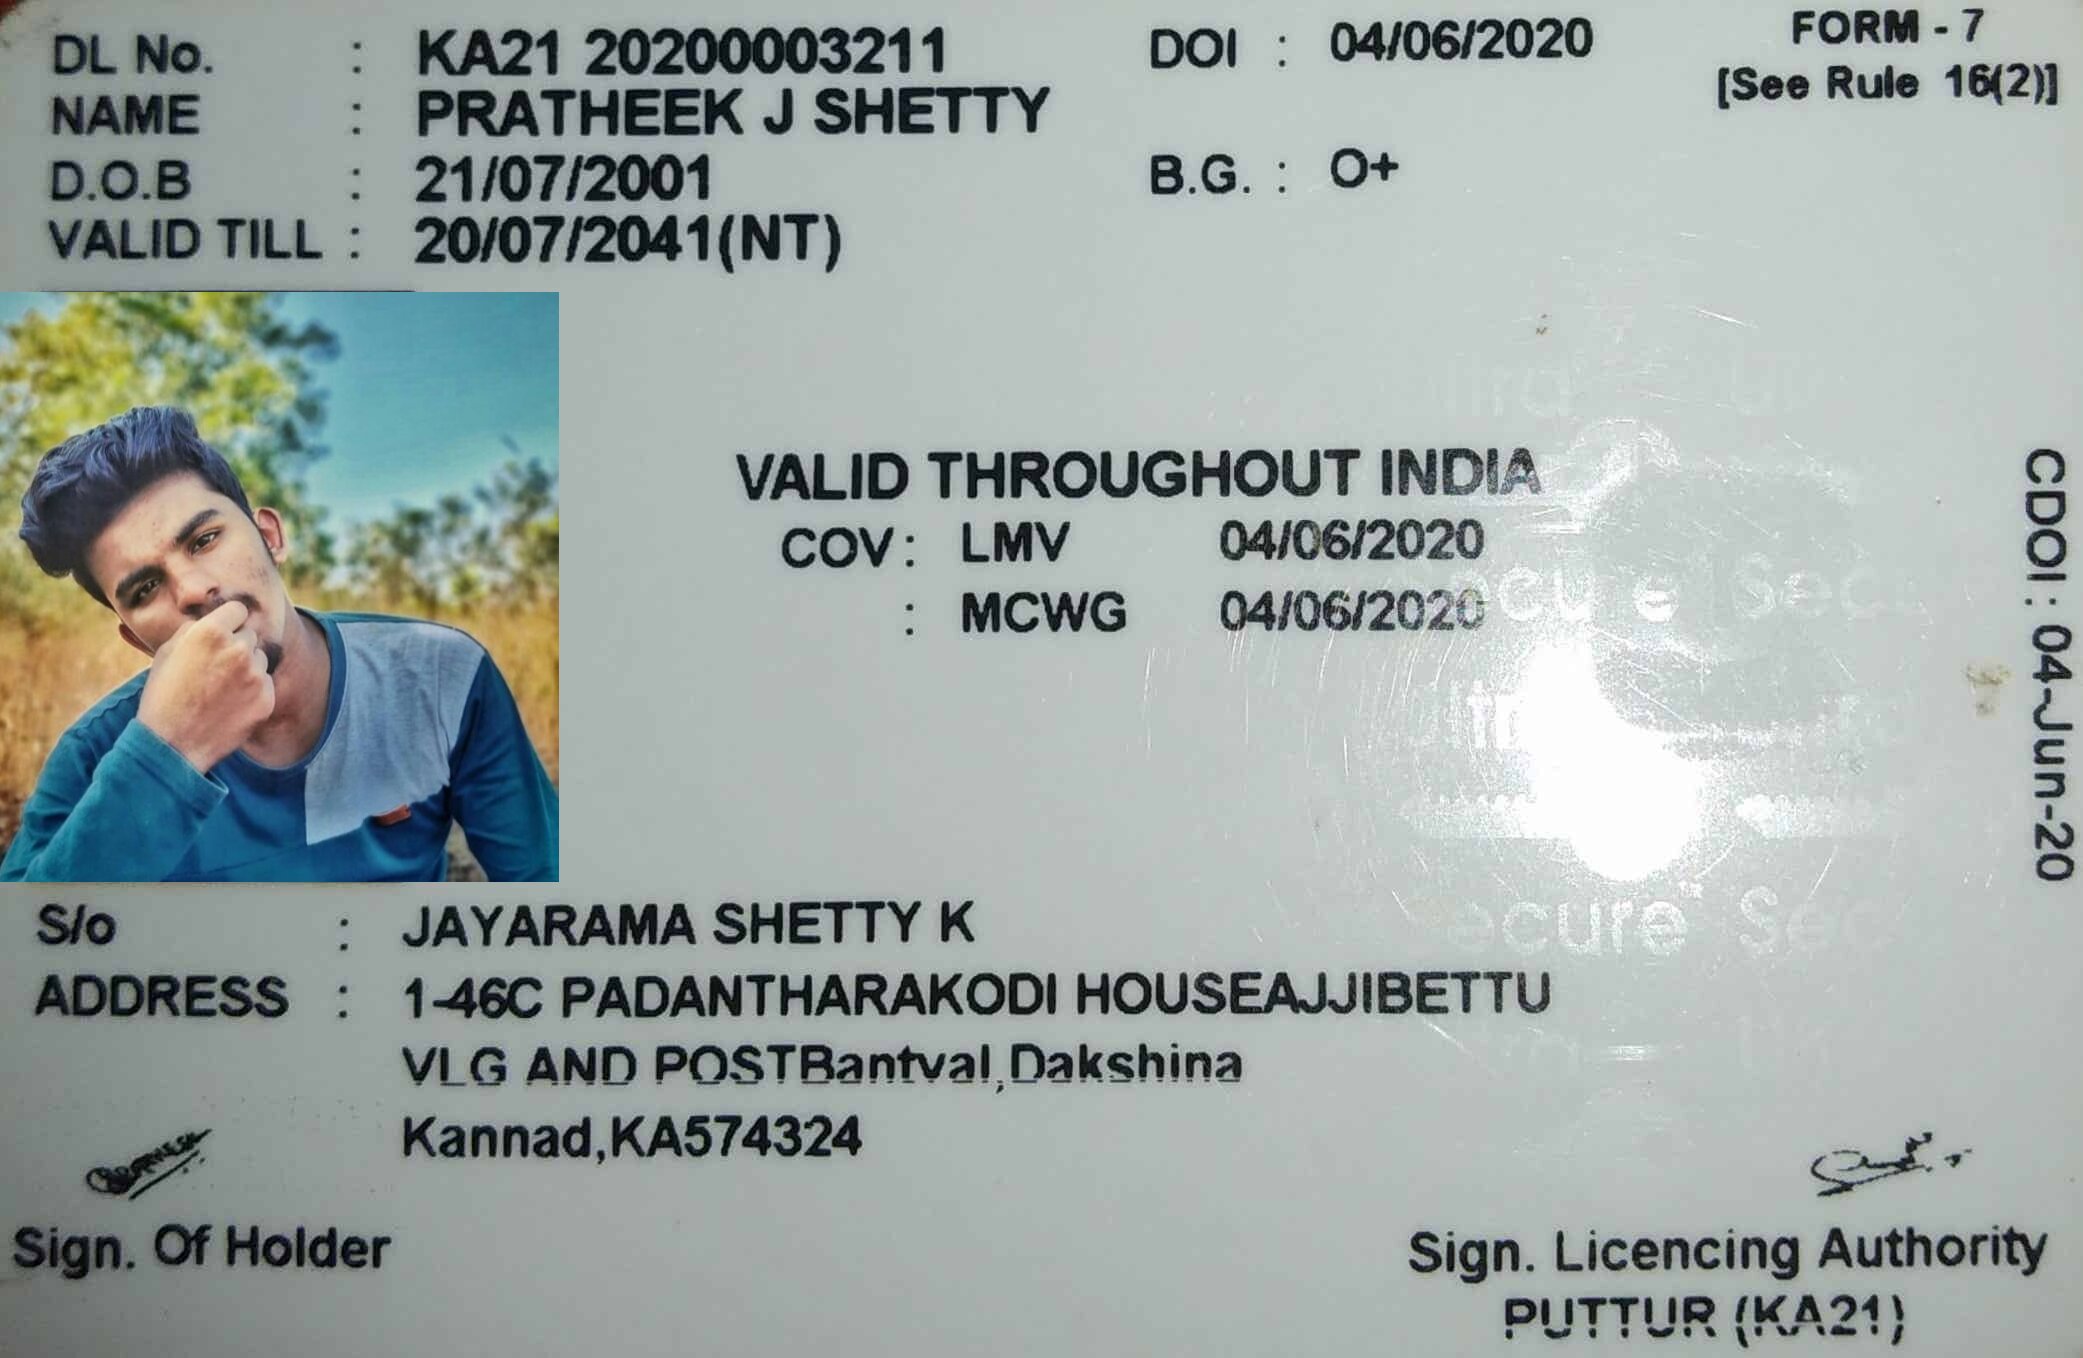 DL No. : KA21 20200003211 DOI : 04/06/2020 FORM - 7
[See Rule 16(2)]
NAME : PRATHEEK J SHETTY
D.O.B : 21/07/2001 B.G. : O+
VALID TILL : 20/07/2041(NT)
VALID THROUGHOUT INDIA
COV : LMV 04/06/2020
: MCWG 04/06/2020
CDOI : 04-Jun-20
S/o : JAYARAMA SHETTY K
ADDRESS : 1-46C PADANTHARAKODI HOUSEAJJIBETTU
VLG AND POSTBantval,Dakshina
Kannad,KA574324
Sign. Of Holder
Sign. Licencing Authority
PUTTUR (KA21)